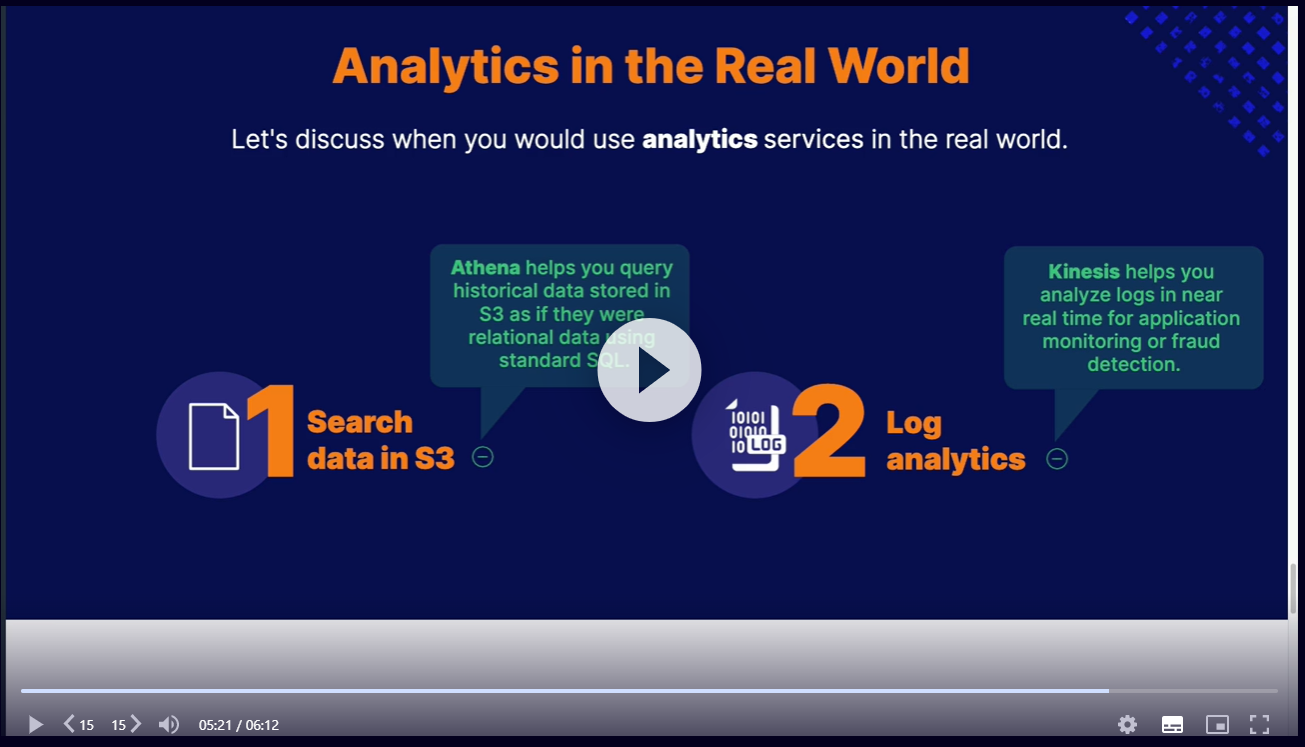 Analytics in the Real World
Let's discuss when you would use analytics services in the real world.
Athena helps you query
historical data stored in
S3 as if they were
relational data using
standard SQL.
1
Search
data in S3
Kinesis helps you
analyze logs in near
real time for application
monitoring or fraud
detection.
10101
01010
10 LOG
2
Log
analytics
15 15 05:21 / 06:12